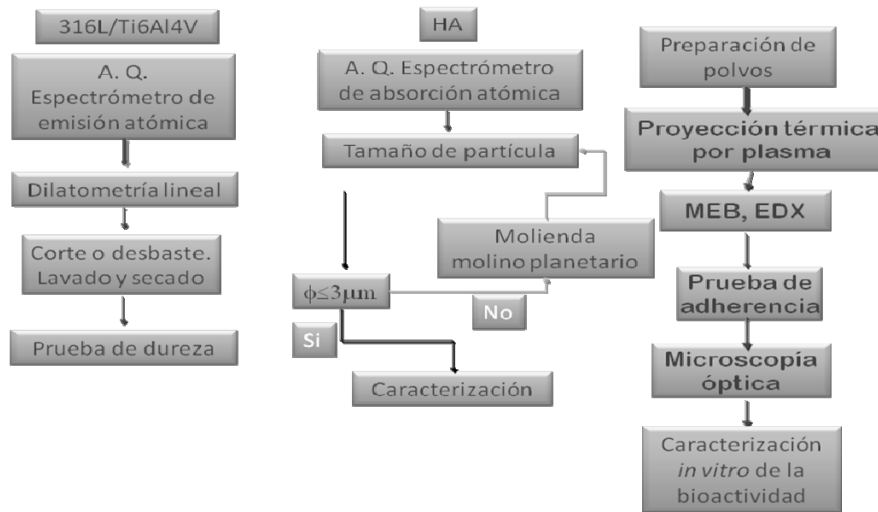 316L/Ti6Al4V
A. Q.
Espectrómetro de
emisión atómica
Dilatometría lineal
Corte o desbaste.
Lavado y secado
Prueba de dureza
HA
A. Q. Espectrómetro
de absorción atómica
Tamaño de partícula
Molienda
molino planetario
ϕ≤3µm
No
Si
Caracterización
Preparación de
polvos
Proyección térmica
por plasma
MEB, EDX
Prueba de
adherencia
Microscopía
óptica
Caracterización
in vitro de la
bioactividad